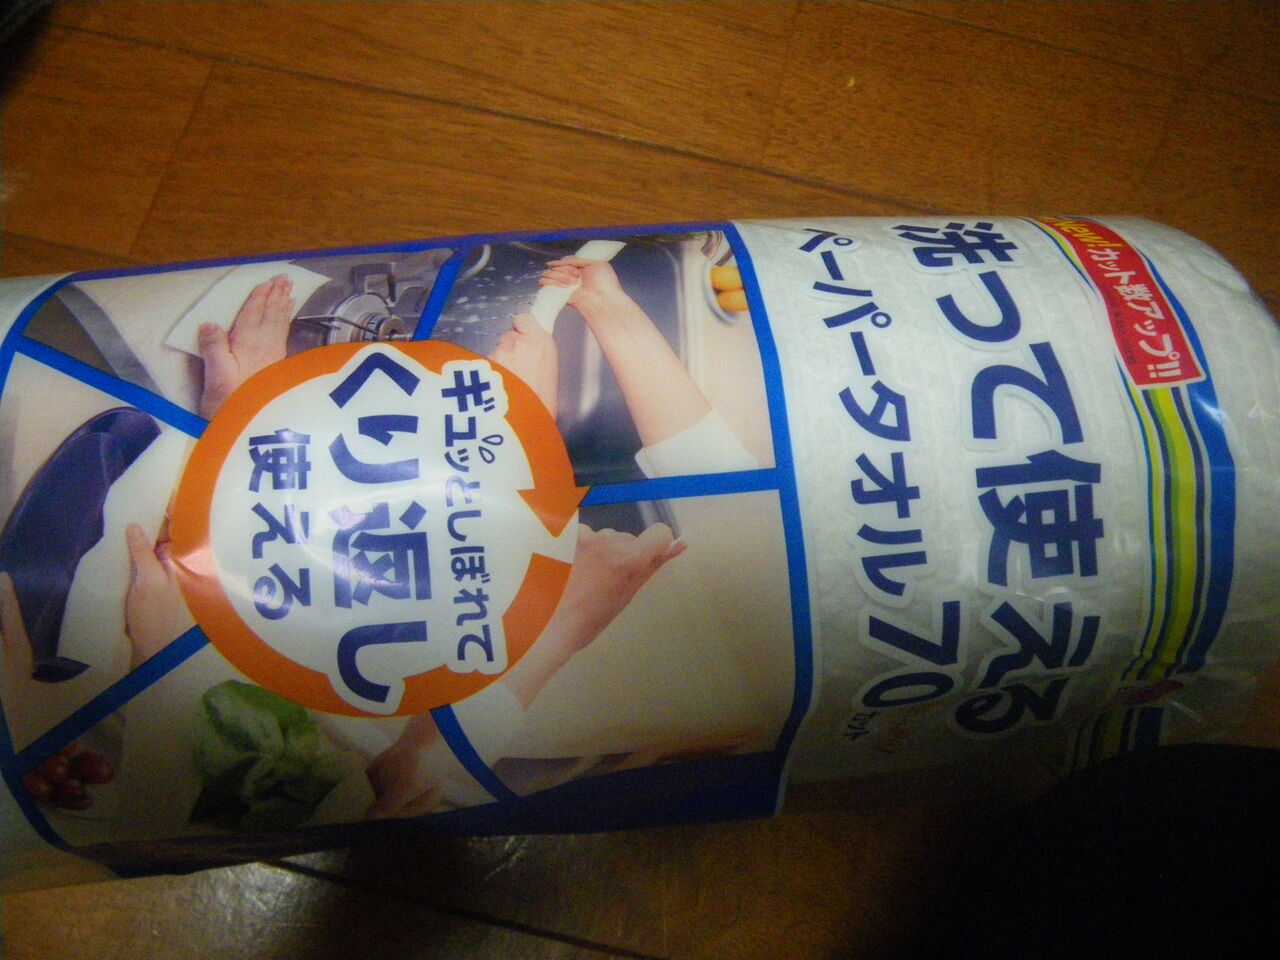 New!カット数アップ!!
洗って使える
ペーパータオル70カット
ギュッとしぼれて
くり返し
使える